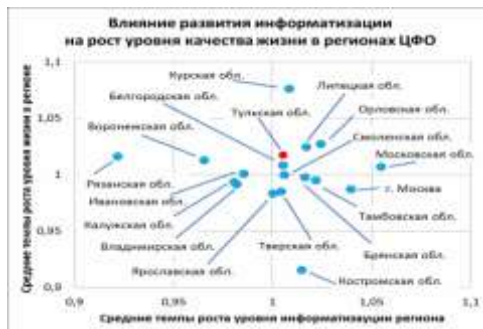 Влияние развития информатизации
на рост уровня качества жизни в регионах ЦФО
Средние темпы роста уровня жизни в регионе
1,1
Курская обл.
Липецкая обл.
Белгородская обл.
1,05
Тульская обл.
Орловская обл.
Воронежская обл.
Смоленская обл.
Московская обл.
1
Рязанская обл.
г. Москва
Ивановская обл.
Калужская обл.
Тамбовская обл.
Владимирская обл.
0,95
Тверская обл.
Брянская обл.
Ярославская обл.
Костромская обл.
0,9
0,9
0,95
1
1,05
1,1
Средние темпы роста уровня информатизации региона